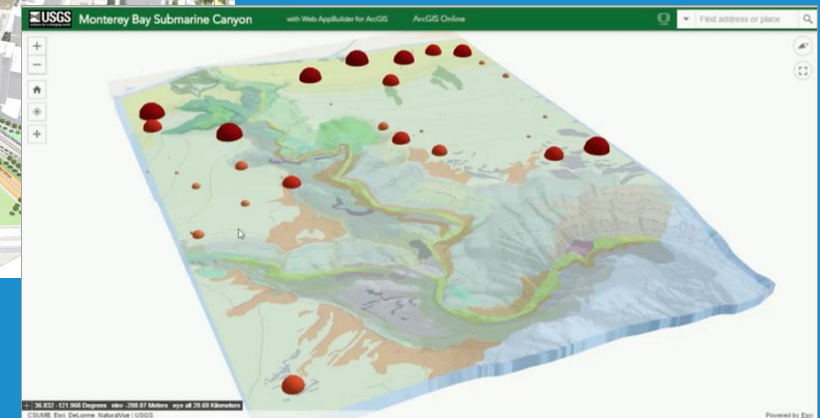 USGS Monterey Bay Submarine Canyon with Web AppBuilder for ArcGIS ArcGIS Online Find address or place
36.832 -121.968 Degrees elev -208.07 Meters eye alt 20.69 Kilometers
CSUMB, Esri, DeLorme, NaturalVue | USGS Powered by Esri